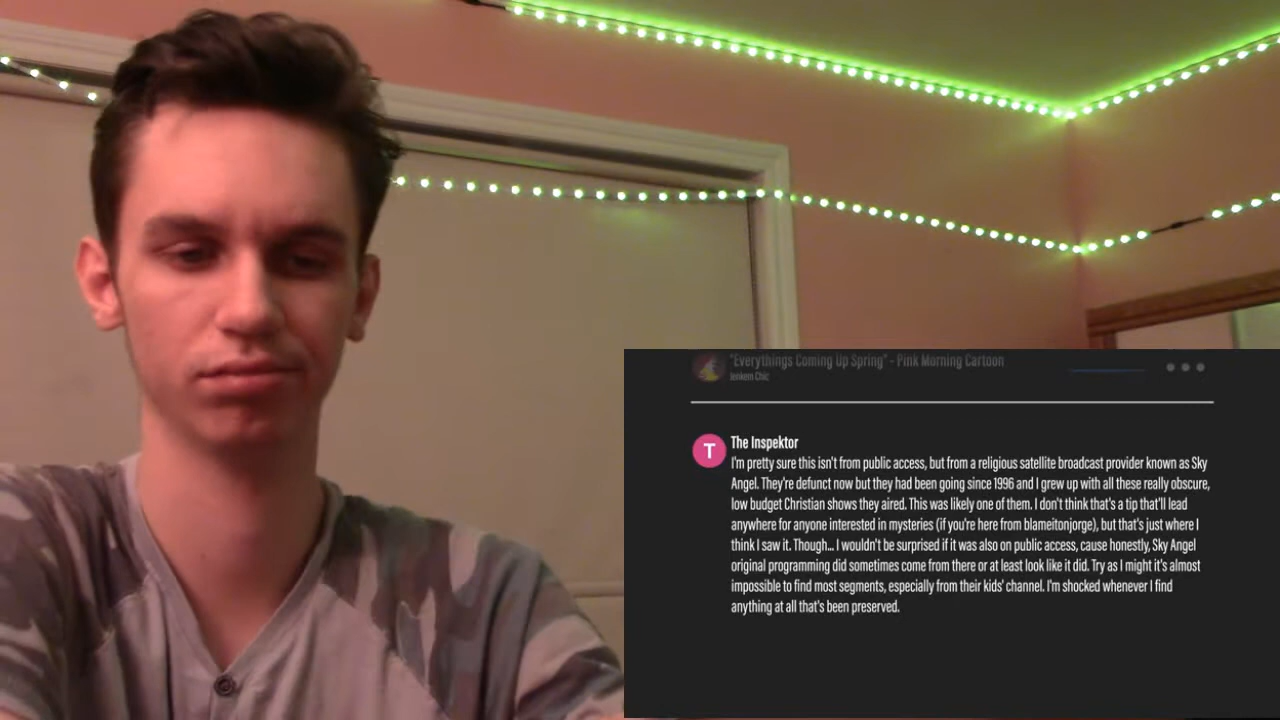 "Everythings Coming Up Spring" - Pink Morning Cartoon
Ienkem Chic
T
The Inspektor
I'm pretty sure this isn't from public access, but from a religious satellite broadcast provider known as Sky
Angel. They're defunct now but they had been going since 1996 and I grew up with all these really obscure,
low budget Christian shows they aired. This was likely one of them. I don't think that's a tip that'll lead
anywhere for anyone interested in mysteries (if you're here from blameitonjorge), but that's just where I
think I saw it. Though... I wouldn't be surprised if it was also on public access, cause honestly, Sky Angel
original programming did sometimes come from there or at least look like it did. Try as I might it's almost
impossible to find most segments, especially from their kids' channel. I'm shocked whenever I find
anything at all that's been preserved.